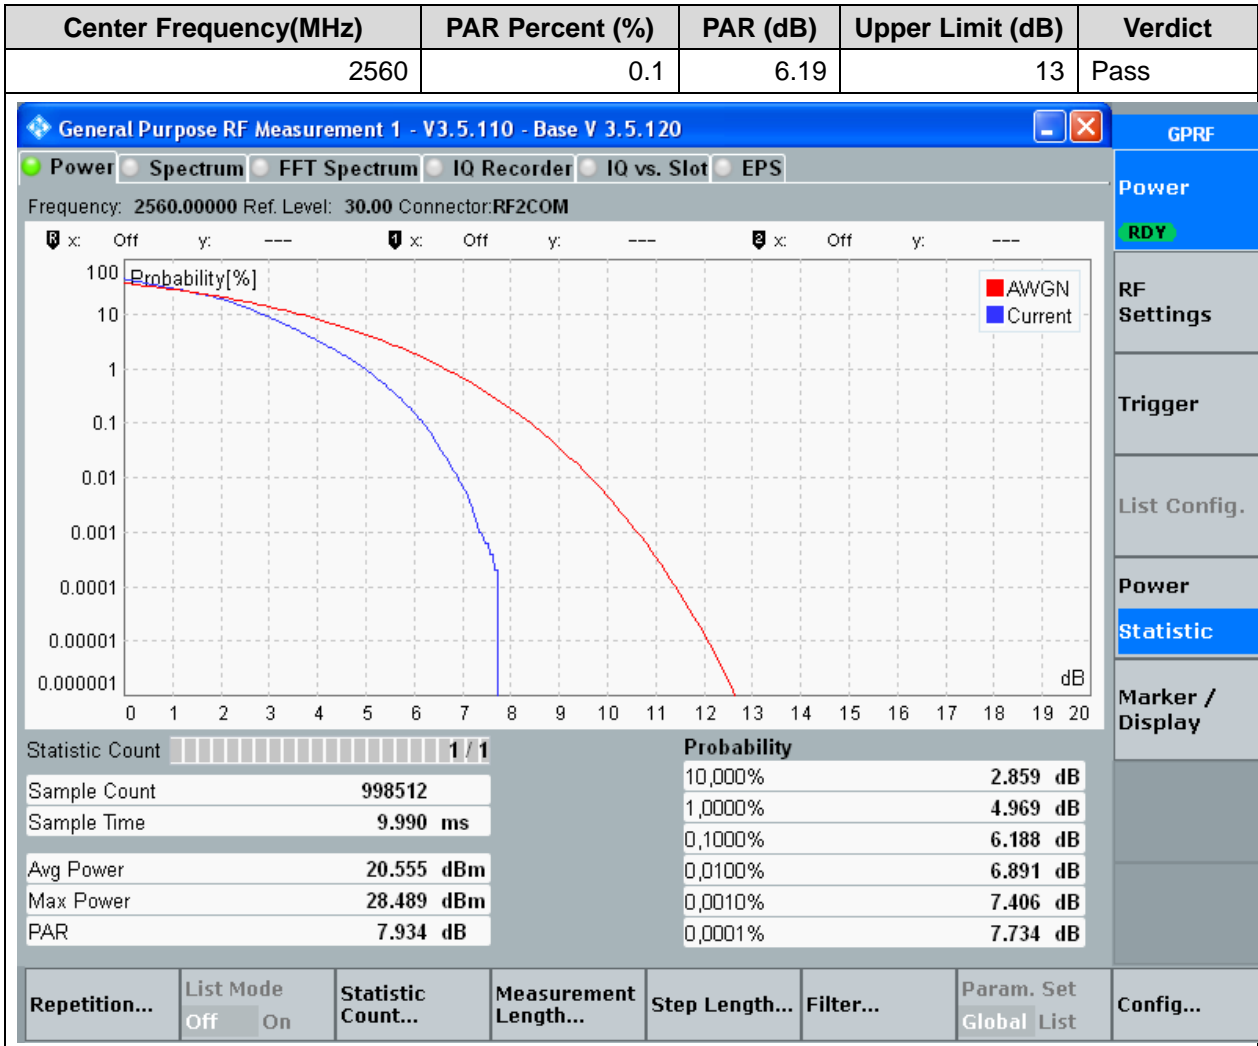 Center Frequency(MHz) PAR Percent (%) PAR (dB) Upper Limit (dB) Verdict
2560 0.1 6.19 13 Pass
General Purpose RF Measurement 1 - V3.5.110 - Base V 3.5.120
GPRF
Power Spectrum FFT Spectrum IQ Recorder IQ vs. Slot EPS
Frequency: 2560.00000 Ref. Level: 30.00 Connector:RF2COM
R x: Off y: --- 1 x: Off y: --- 2 x: Off y: ---
Probability[%]
AWGN
Current
100
10
1
0.1
0.01
0.001
0.0001
0.00001
0.000001
dB
0 1 2 3 4 5 6 7 8 9 10 11 12 13 14 15 16 17 18 19 20
Statistic Count 1 / 1
Sample Count 998512
Sample Time 9.990 ms
Avg Power 20.555 dBm
Max Power 28.489 dBm
PAR 7.934 dB
Probability
10,000% 2.859 dB
1,0000% 4.969 dB
0,1000% 6.188 dB
0,0100% 6.891 dB
0,0010% 7.406 dB
0,0001% 7.734 dB
Power
RDY
RF
Settings
Trigger
List Config.
Power
Statistic
Marker /
Display
Repetition...
List Mode
Off On
Statistic
Count...
Measurement
Length...
Step Length...
Filter...
Param. Set
Global List
Config...